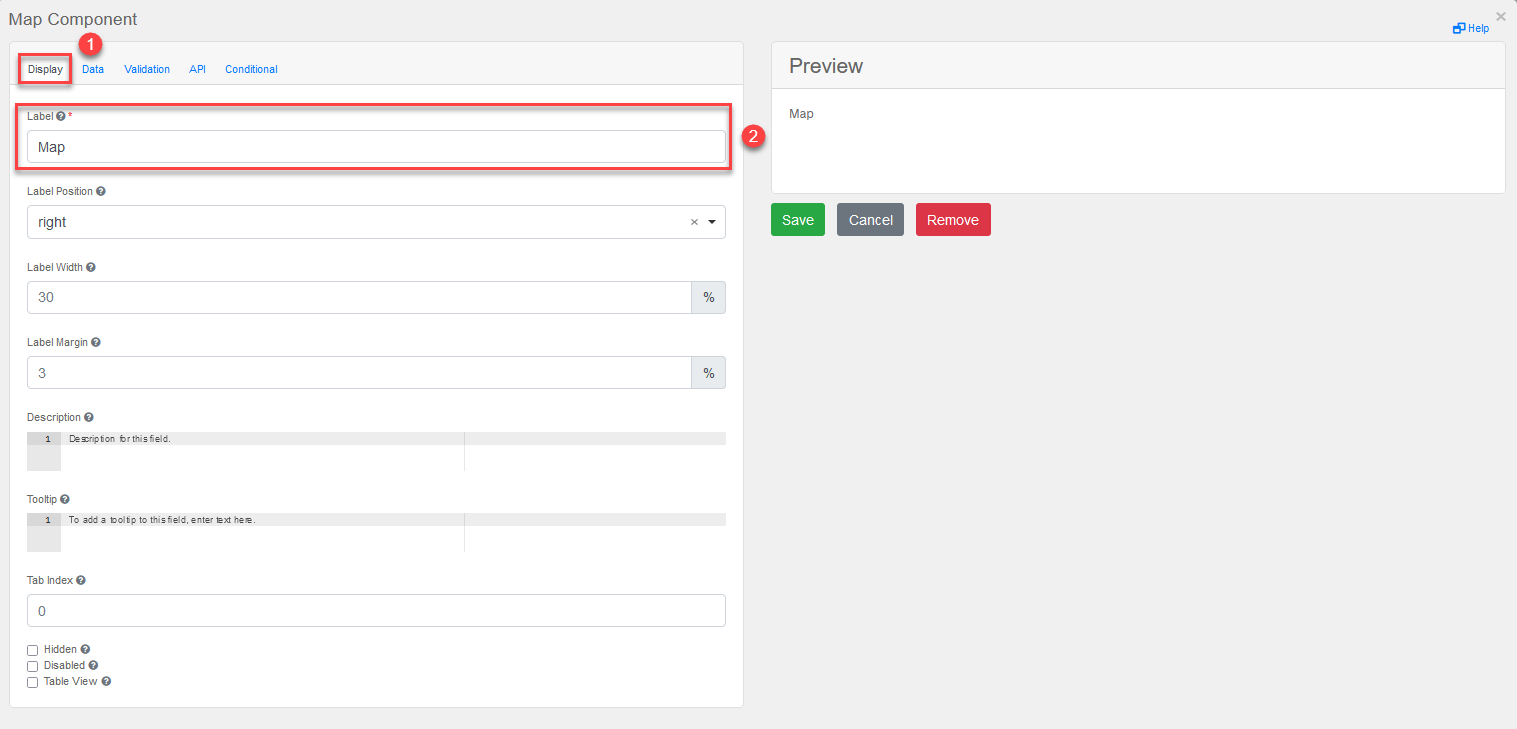 Map Component
×
Help
1
Display Data Validation API Conditional
Label *
Map
2
Label Position
right × 
Label Width
30 %
Label Margin
3 %
Description
1 Description for this field.
Tooltip
1 To add a tooltip to this field, enter text here.
Tab Index
0
Hidden
Disabled
Table View
Preview
Map
Save Cancel Remove